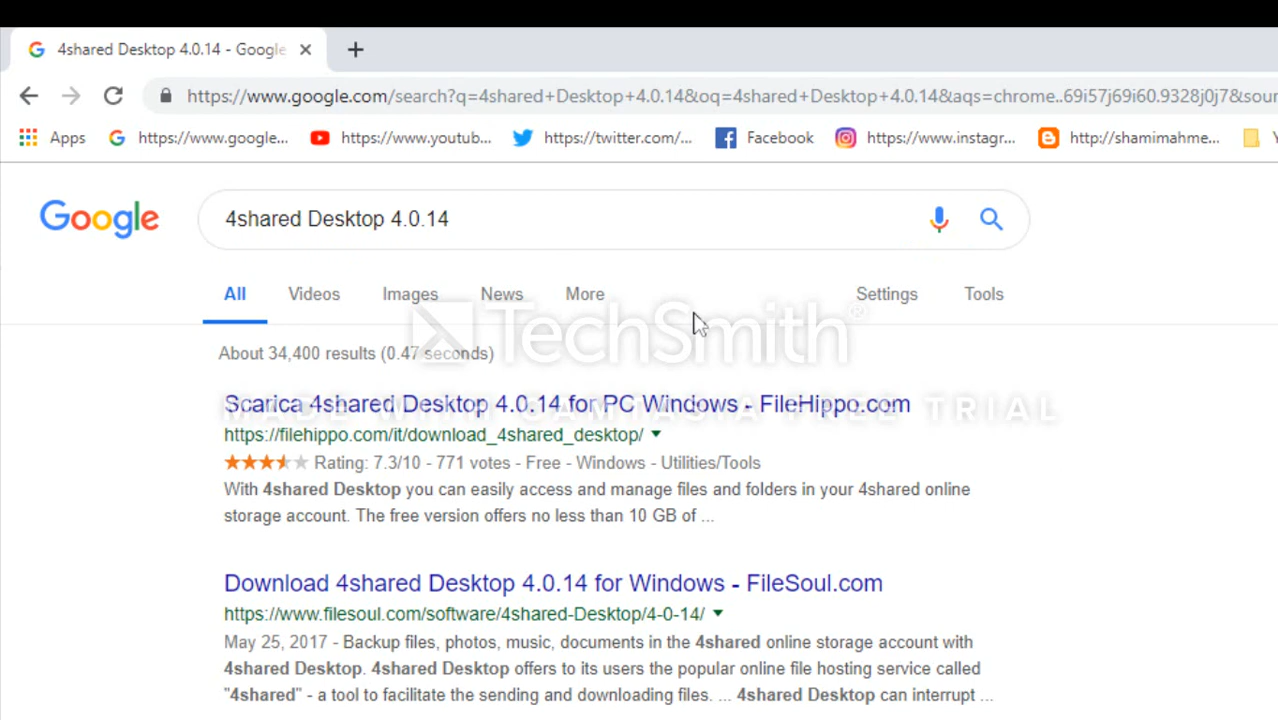 4shared Desktop 4.0.14 - Google
https://www.google.com/search?q=4shared+Desktop+4.0.14&oq=4shared+Desktop+4.0.14&aqs=chrome..69i57j69i60.9328j0j7&sour
Apps https://www.google... https://www.youtub... https://twitter.com/... Facebook https://www.instagr... http://shamimahme... Y
Google 4shared Desktop 4.0.14
All Videos Images News More Settings Tools
TechSmith®
About 34,400 results (0.47 seconds)
Scarica 4shared Desktop 4.0.14 for PC Windows - FileHippo.com
MADE WITH CAMTASIA FREE TRIAL
https://filehippo.com/it/download_4shared_desktop/
Rating: 7.3/10 - 771 votes - Free - Windows - Utilities/Tools
With 4shared Desktop you can easily access and manage files and folders in your 4shared online
storage account. The free version offers no less than 10 GB of ...
Download 4shared Desktop 4.0.14 for Windows - FileSoul.com
https://www.filesoul.com/software/4shared-Desktop/4-0-14/
May 25, 2017 - Backup files, photos, music, documents in the 4shared online storage account with
4shared Desktop. 4shared Desktop offers to its users the popular online file hosting service called
"4shared" - a tool to facilitate the sending and downloading files. ... 4shared Desktop can interrupt ...